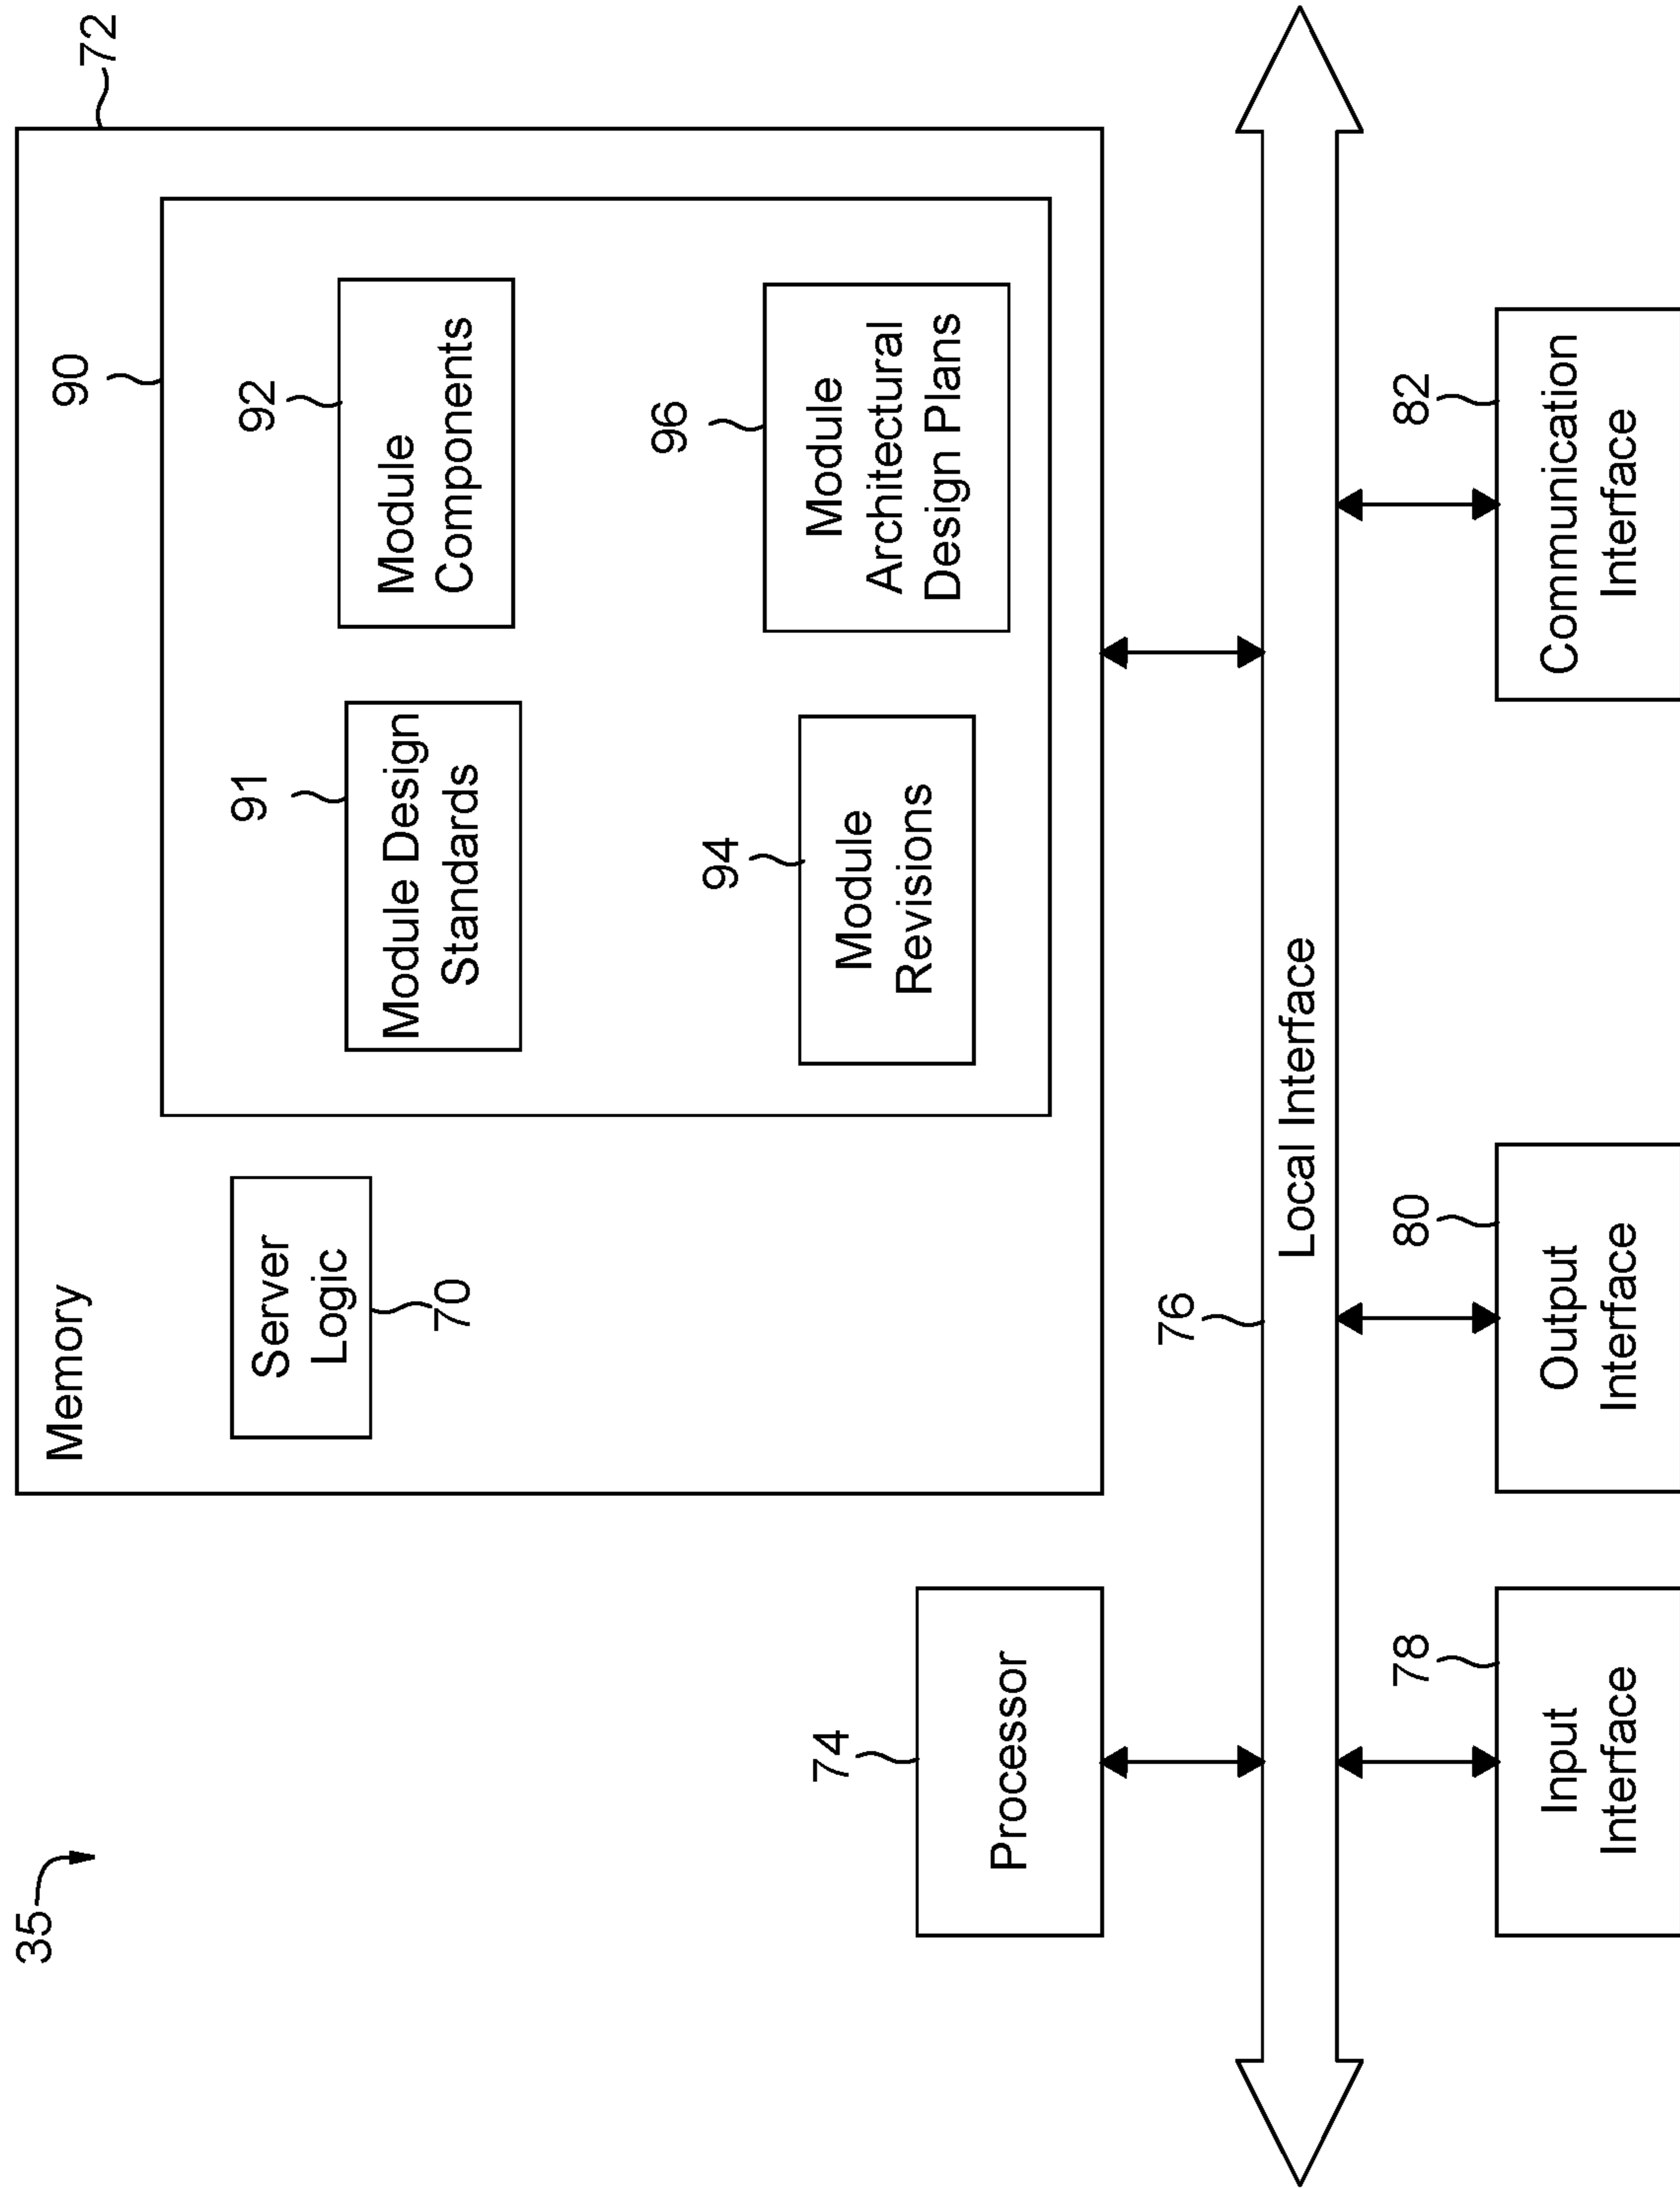 35
72
Memory
90
Server
Logic
70
91
Module Design
Standards
92
Module
Components
94
Module
Revisions
96
Module
Architectural
Design Plans
74
Processor
76
Local Interface
78
Input
Interface
80
Output
Interface
82
Communication
Interface